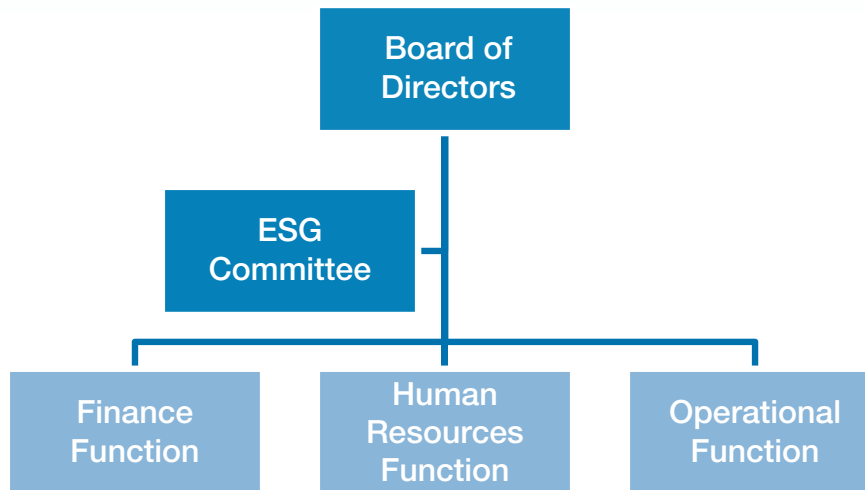 Board of
Directors
ESG
Committee
Finance
Function
Human
Resources
Function
Operational
Function